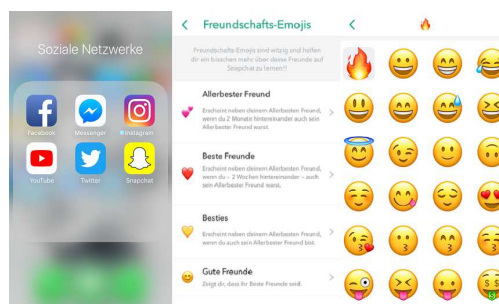 Soziale Netzwerke
Facebook
Messenger
Instagram
YouTube
Twitter
Snapchat
Freundschafts-Emojis
Freundschafts-Emojis sind witzig und helfen
dir ein bisschen mehr über deine Freunde auf
Snapchat zu lernen!!
Allerbester Freund
Erscheint neben deinem Allerbesten Freund,
wenn du 2 Monate hintereinander auch sein
Allerbester Freund warst.
Beste Freunde
Erscheint neben deinem Allerbesten Freund,
wenn du – 2 Wochen hintereinander – auch
sein Allerbester Freund warst.
Besties
Erscheint neben deinem Allerbesten Freund,
wenn du auch sein Allerbester Freund bist.
Gute Freunde
Zeigt dir, dass ihr Beste Freunde seid.